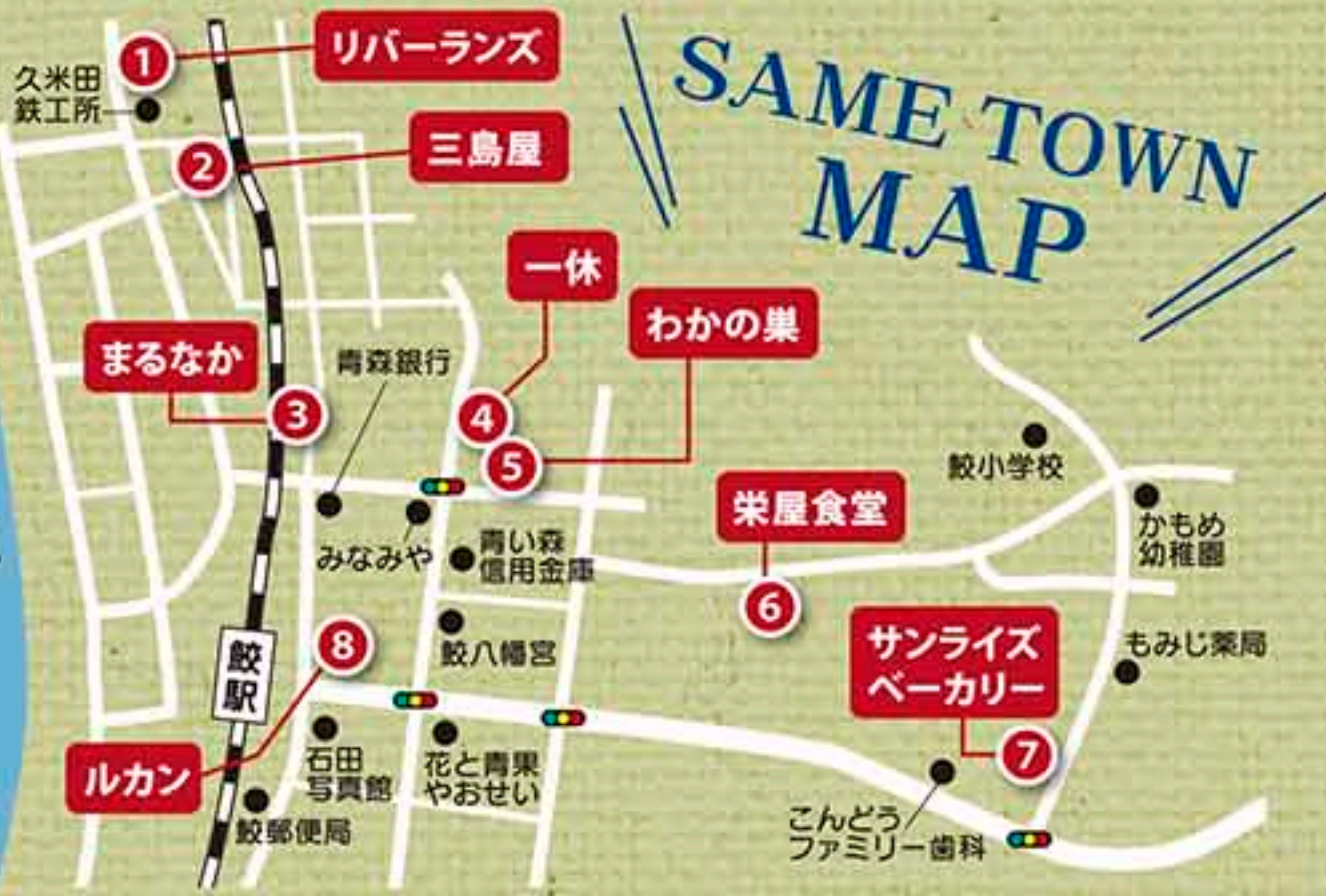 SAME TOWN
MAP
1
リバーランズ
久米田
鉄工所
2
三島屋
一休
わかの巣
まるなか
青森銀行
3
4
5
鮫小学校
栄屋食堂
かもめ
幼稚園
みなみや
青い森
信用金庫
6
サンライズ
ベーカリー
もみじ薬局
8
鮫八幡宮
鮫駅
7
ルカン
石田
写真館
花と青果
やおせい
鮫郵便局
こんどう
ファミリー歯科